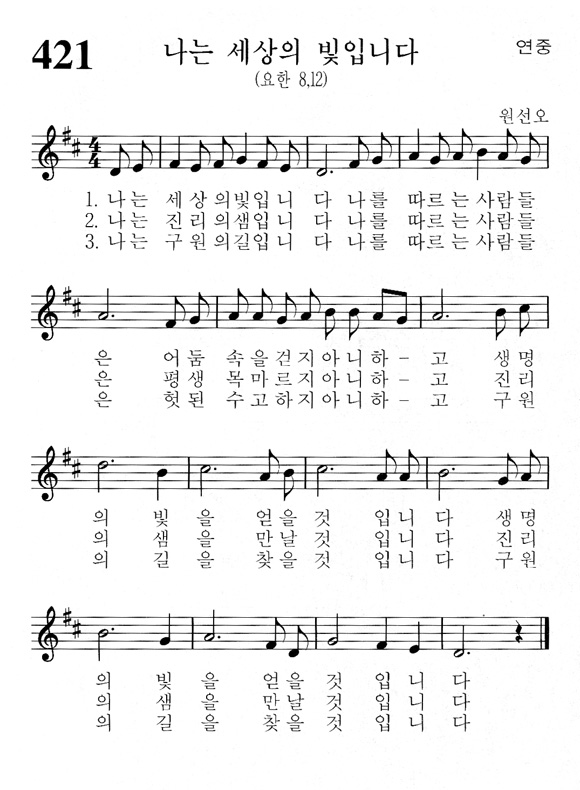 421 나는 세상의 빛입니다 연중
(요한 8,12)
원선오
1. 나는 세상의빛입니 다 나를 따르는사람들
2. 나는 진리의샘입니 다 나를 따르는사람들
3. 나는 구원의길입니 다 나를 따르는사람들
은 어둠 속을걷지아니하-고 생명
은 평생 목마르지아니하-고 진리
은 헛된 수고하지아니하-고 구원
의 빛을 얻을것 입니다 생명
의 샘을 만날것 입니다 진리
의 길을 찾을것 입니다 구원
의 빛을 얻을것 입니다
의 샘을 만날것 입니다
의 길을 찾을것 입니다